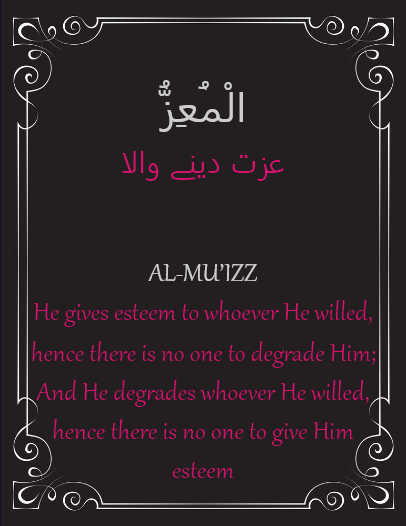 الْمُعِزُّ
عزت دینے والا
AL-MU'IZZ
He gives esteem to whoever He willed,
hence there is no one to degrade Him;
And He degrades whoever He willed,
hence there is no one to give Him
esteem